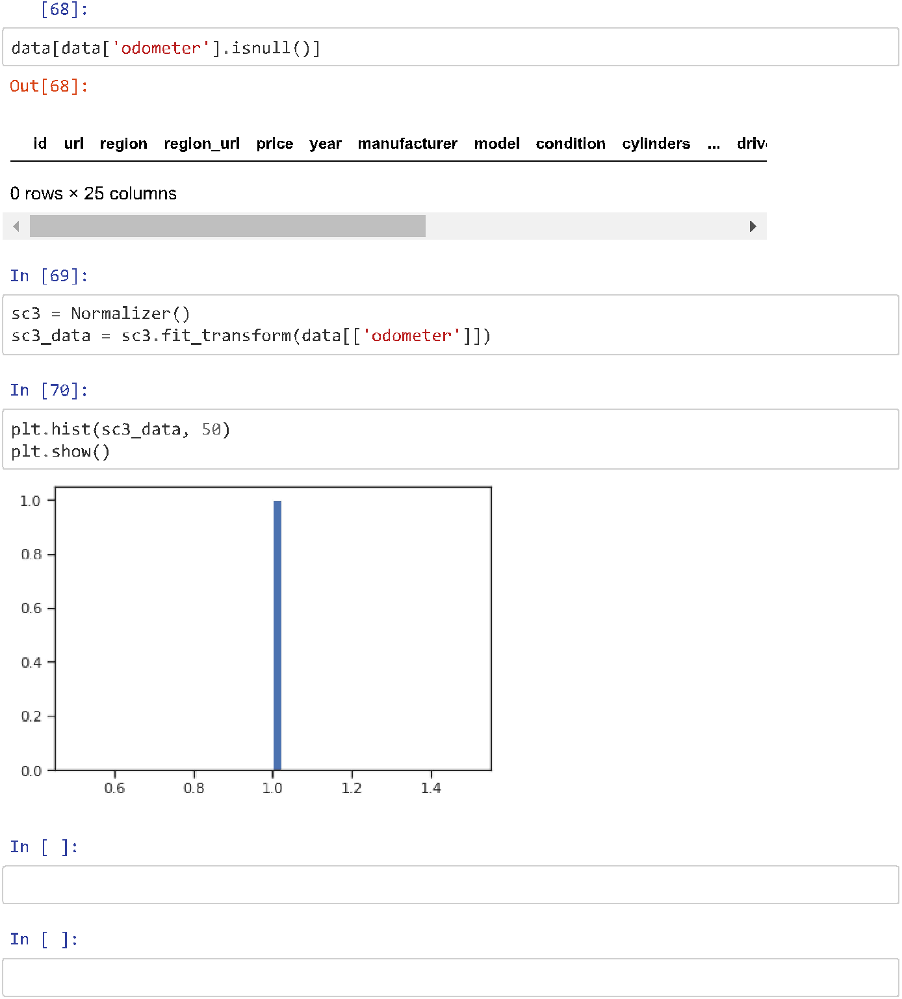 [68]:
data[data['odometer'].isnull()]
Out[68]:
id url region region_url price year manufacturer model condition cylinders ...
0 rows × 25 columns
In [69]:
sc3 = Normalizer()
sc3_data = sc3.fit_transform(data[['odometer']])
In [70]:
plt.hist(sc3_data, 50)
plt.show()
1.0
0.8
0.6
0.4
0.2
0.0
0.6 0.8 1.0 1.2 1.4
In [ ]:
In [ ]: